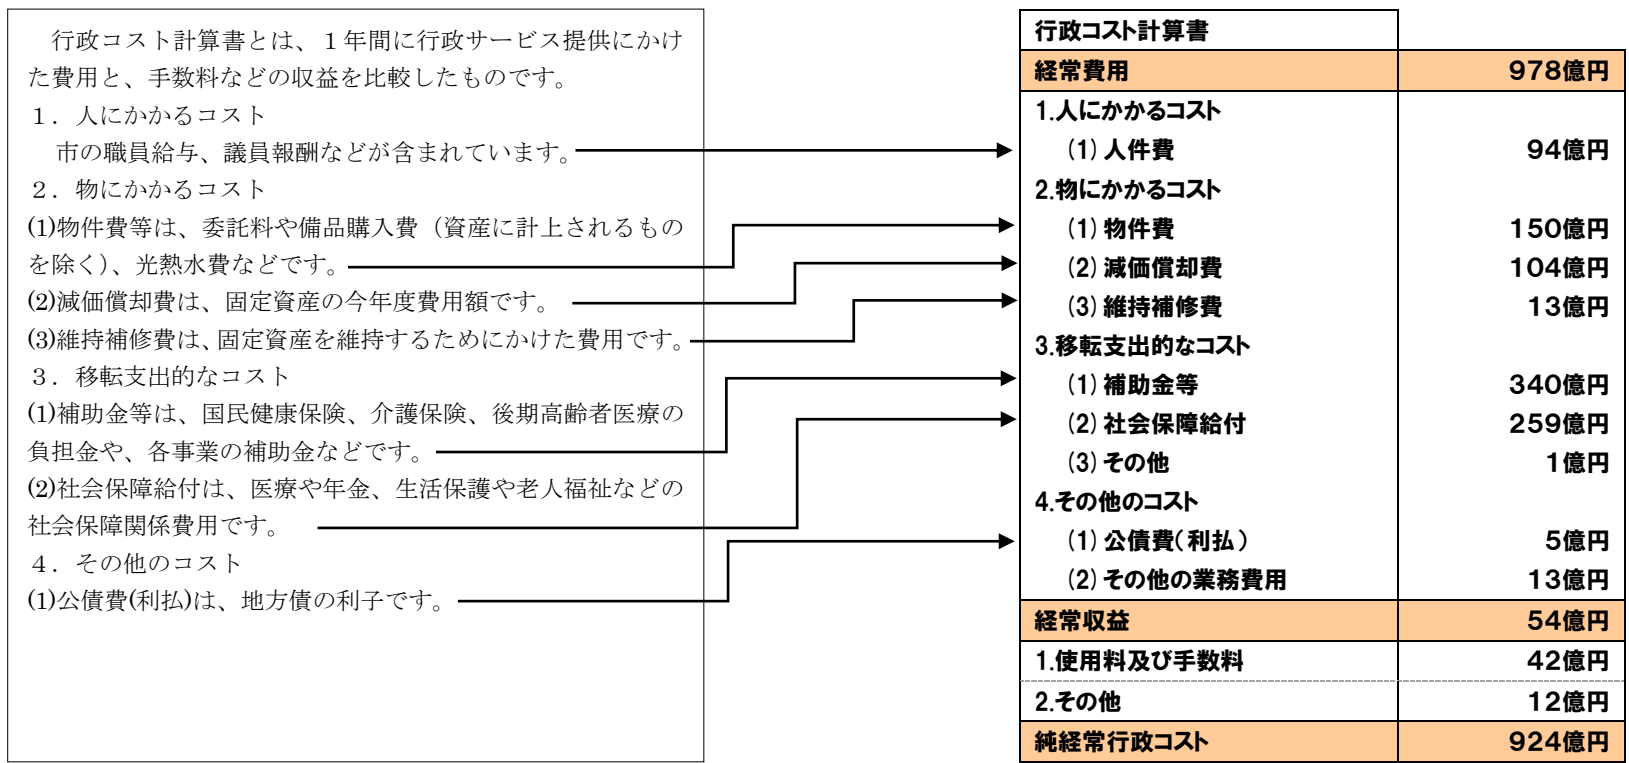 行政コスト計算書とは、１年間に行政サービス提供にかけ
た費用と、手数料などの収益を比較したものです。
１．人にかかるコスト
市の職員給与、議員報酬などが含まれています。
２．物にかかるコスト
(1)物件費等は、委託料や備品購入費（資産に計上されるもの
を除く）、光熱水費などです。
(2)減価償却費は、固定資産の今年度費用額です。
(3)維持補修費は、固定資産を維持するためにかけた費用です。
３．移転支出的なコスト
(1)補助金等は、国民健康保険、介護保険、後期高齢者医療の
負担金や、各事業の補助金などです。
(2)社会保障給付は、医療や年金、生活保護や老人福祉などの
社会保障関係費用です。
４．その他のコスト
(1)公債費(利払)は、地方債の利子です。
行政コスト計算書
経常費用 978億円
1.人にかかるコスト
(1)人件費 94億円
2.物にかかるコスト
(1)物件費 150億円
(2)減価償却費 104億円
(3)維持補修費 13億円
3.移転支出的なコスト
(1)補助金等 340億円
(2)社会保障給付 259億円
(3)その他 1億円
4.その他のコスト
(1)公債費（利払） 5億円
(2)その他の業務費用 13億円
経常収益 54億円
1.使用料及び手数料 42億円
2.その他 12億円
純経常行政コスト 924億円